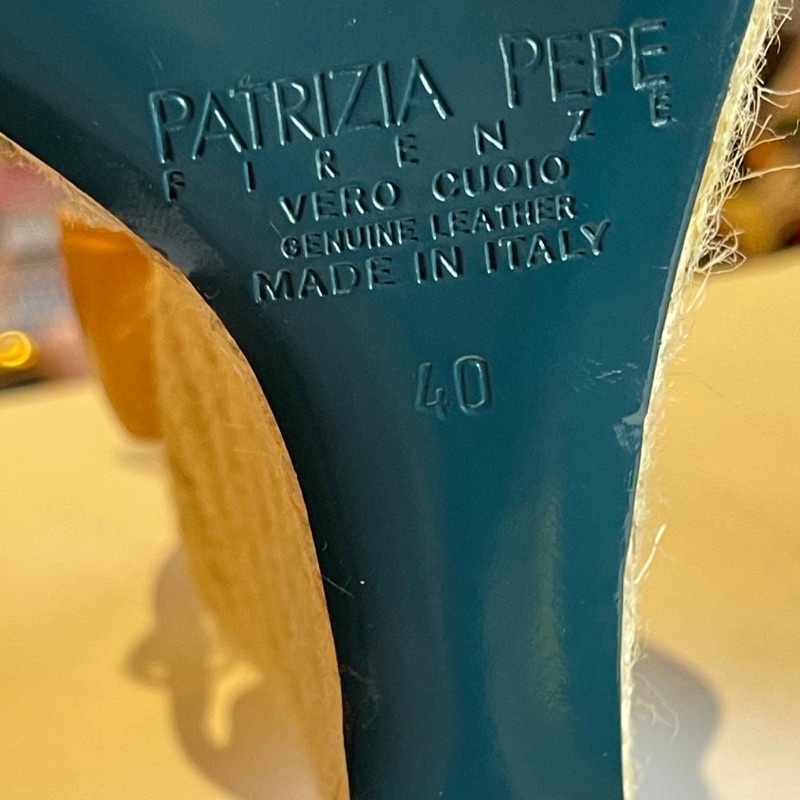 PATRIZIA PEPE
FIRENZE
VERO CUOIO
GENUINE LEATHER
MADE IN ITALY
40